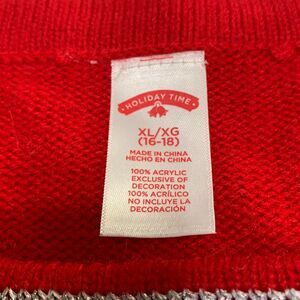 HOLIDAY TIME
XL/XG
(16-18)
MADE IN CHINA
HECHO EN CHINA
100% ACRYLIC
EXCLUSIVE OF
DECORATION
100% ACRÍLICO
NO INCLUYE LA
DECORACIÓN